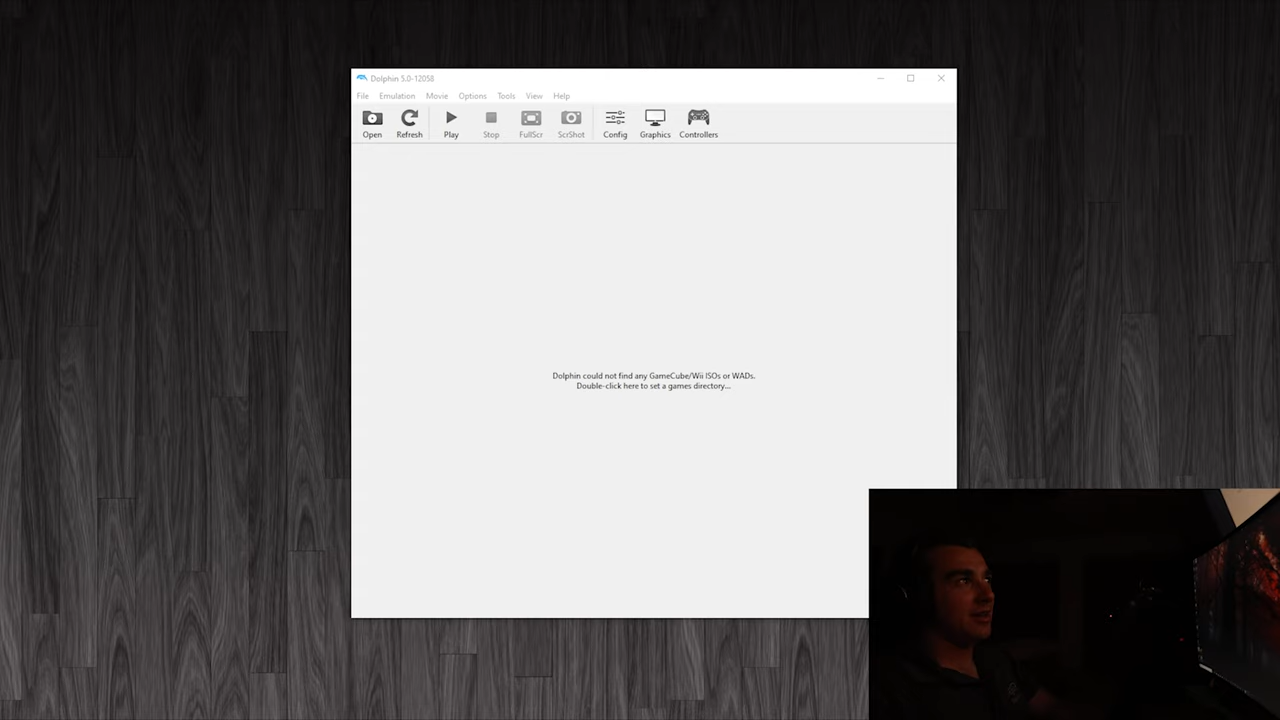 Dolphin 5.0-12058
File Emulation Movie Options Tools View Help
Open Refresh Play Stop FullScr ScrShot Config Graphics Controllers
Dolphin could not find any GameCube/Wii ISOs or WADs.
Double-click here to set a games directory...